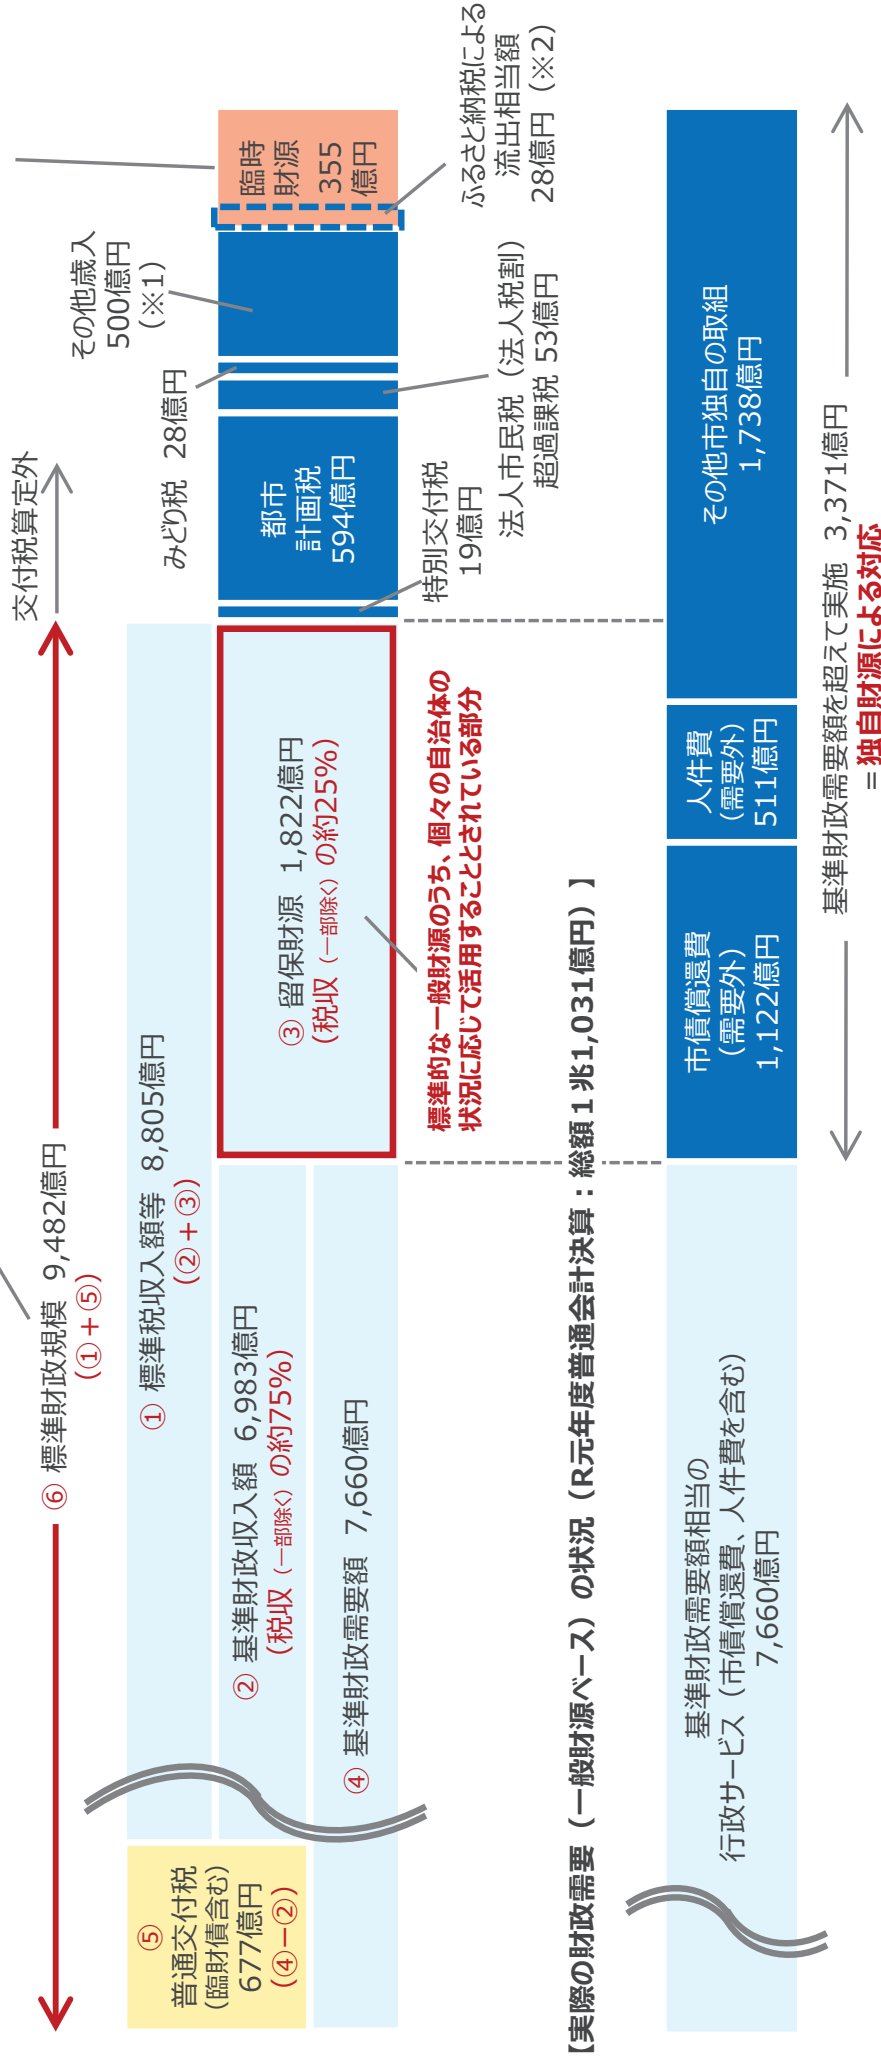 ⑥ 標準財政規模 9,482億円
(①+⑤)
交付税算定外
① 標準税収入額等 8,805億円
(②+③)
⑤
普通交付税
(臨財債含む)
677億円
(④−②)
② 基準財政収入額 6,983億円
(税収（一部除く）の約75%)
④ 基準財政需要額 7,660億円
③ 留保財源 1,822億円
(税収（一部除く）の約25%)
標準的な一般財源のうち、個々の自治体の
状況に応じて活用することとされている部分
特別交付税
19億円
都市
計画税
594億円
法人市民税（法人税割）
超過課税 53億円
みどり税 28億円
その他歳入
500億円
(※1)
臨時
財源
355
億円
ふるさと納税による
流出相当額
28億円（※2）
【実際の財政需要（一般財源ベース）の状況（R元年度普通会計決算：総額１兆1,031億円）】
基準財政需要額相当の
行政サービス（市債償還費、人件費を含む）
7,660億円
市債償還費
（需要外）
1,122億円
人件費
（需要外）
511億円
その他市独自の取組
1,738億円
基準財政需要額を超えて実施 3,371億円
＝独自財源による対応